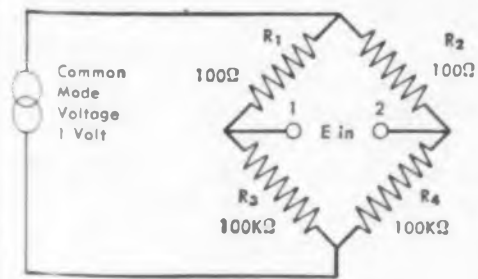 R1
R2
100Ω
100Ω
Common
Mode
Voltage
1 Volt
1
E in
2
R3
R4
100KΩ
100KΩ